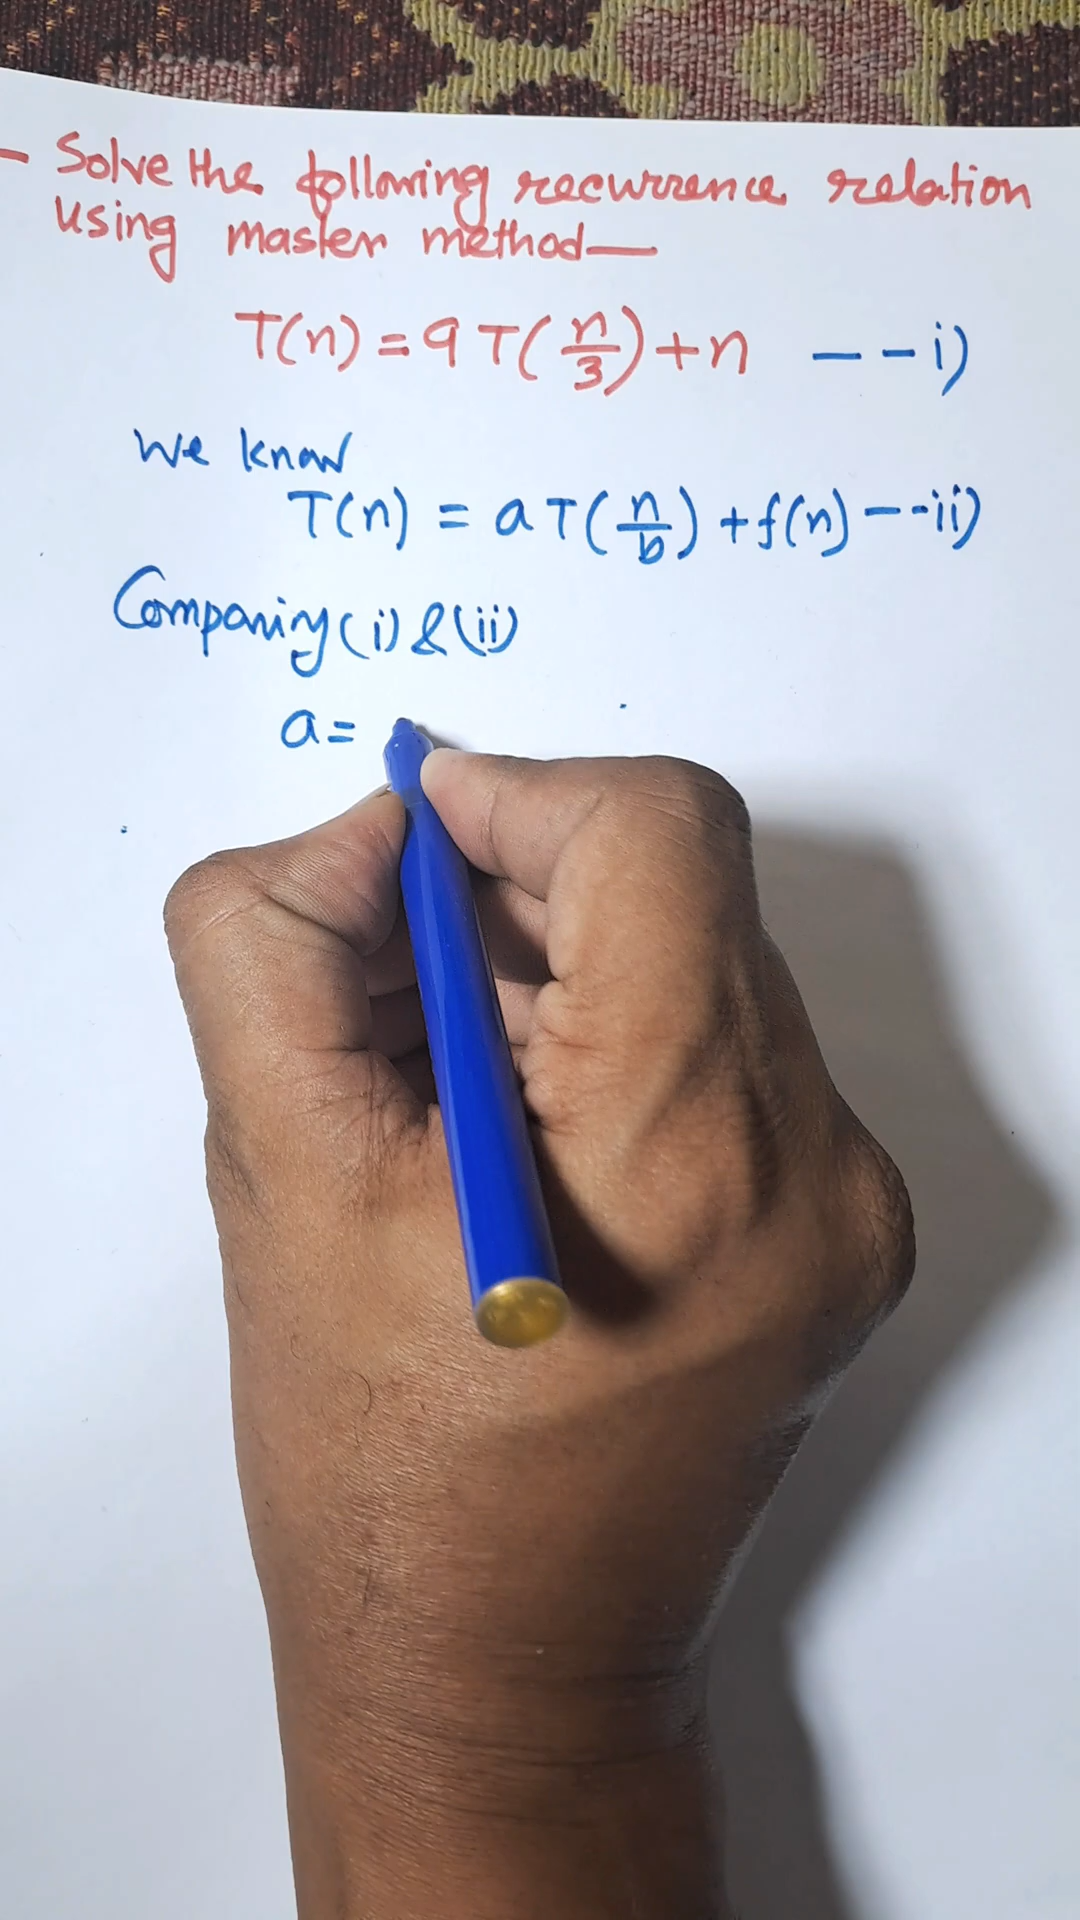 - Solve the following recurrence relation
using master method—
T(n) = 9T(n/3) + n --i)
We know
T(n) = aT(n/b) + f(n) --ii)
Comparing (i) & (ii)
a =